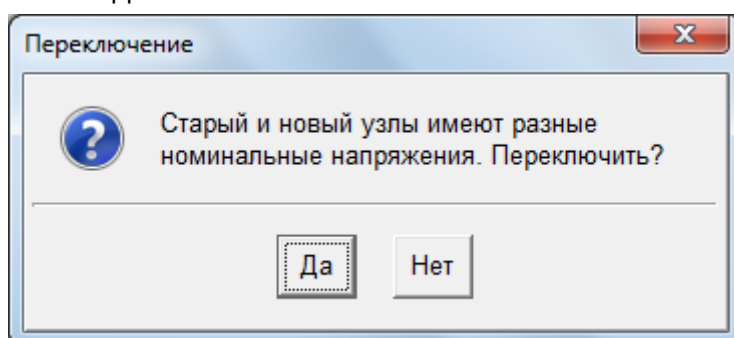 Переключение
Старый и новый узлы имеют разные
номинальные напряжения. Переключить?
Да
Нет